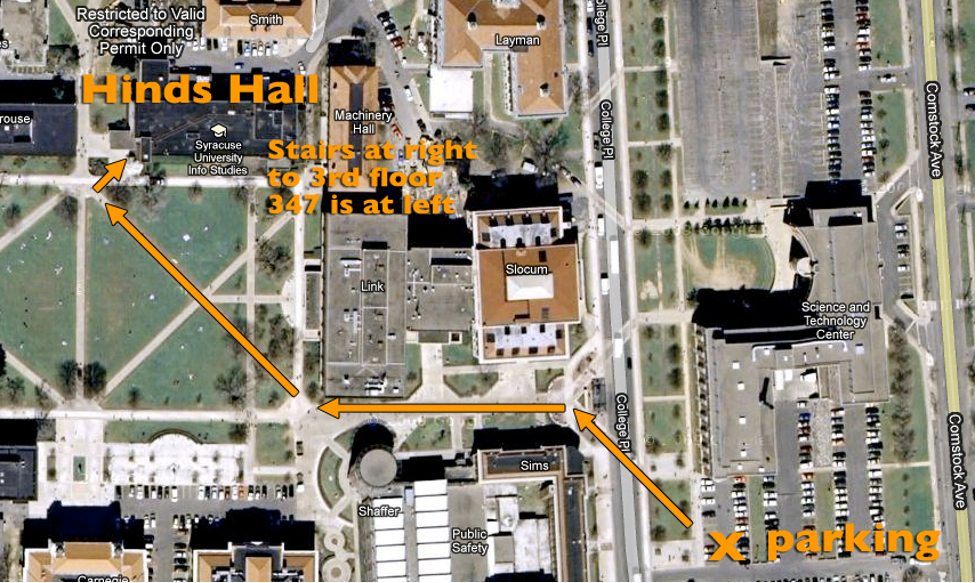 Restricted to Valid
Corresponding
Permit Only
Smith
Layman
College Pl
Hinds Hall
rouse
Machinery
Hall
College Pl
Comstock Ave
Syracuse
University
Info Studies
Stairs at right
to 3rd floor
347 is at left
Link
Slocum
Science and
Technology
Center
College Pl
Comstock Ave
Sims
Shaffer
Public
Safety
X parking
Carnegie